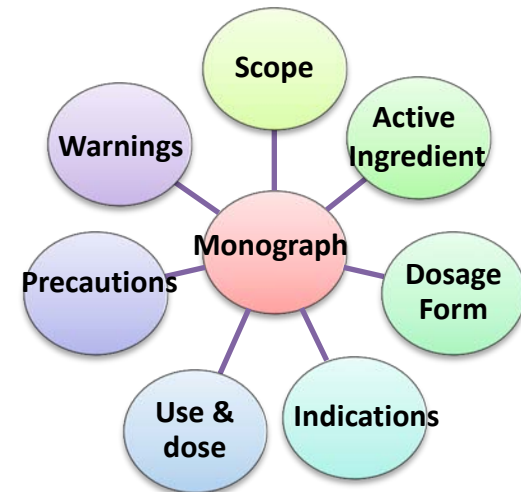 Scope
Active
Ingredient
Warnings
Monograph
Precautions
Dosage
Form
Use &
dose
Indications